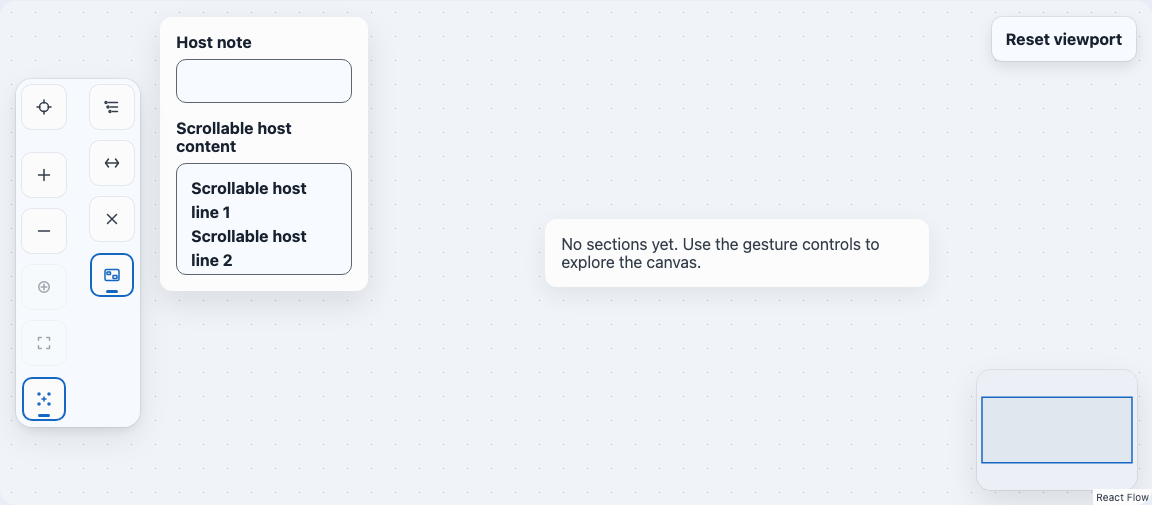 Host note
Reset viewport
Scrollable host
content
Scrollable host
line 1
Scrollable host
line 2
No sections yet. Use the gesture controls to
explore the canvas.
React Flow